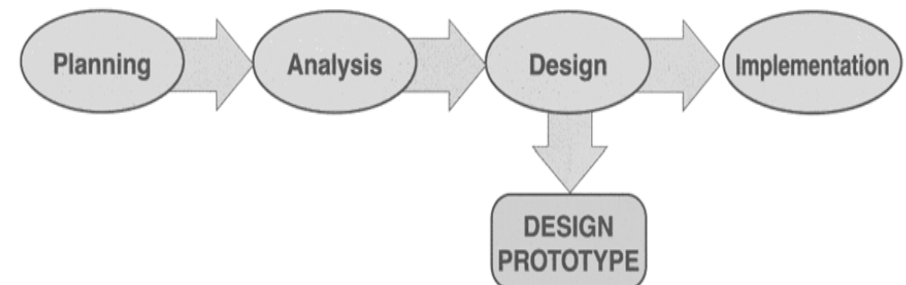 Planning
Analysis
Design
Implementation
DESIGN
PROTOTYPE